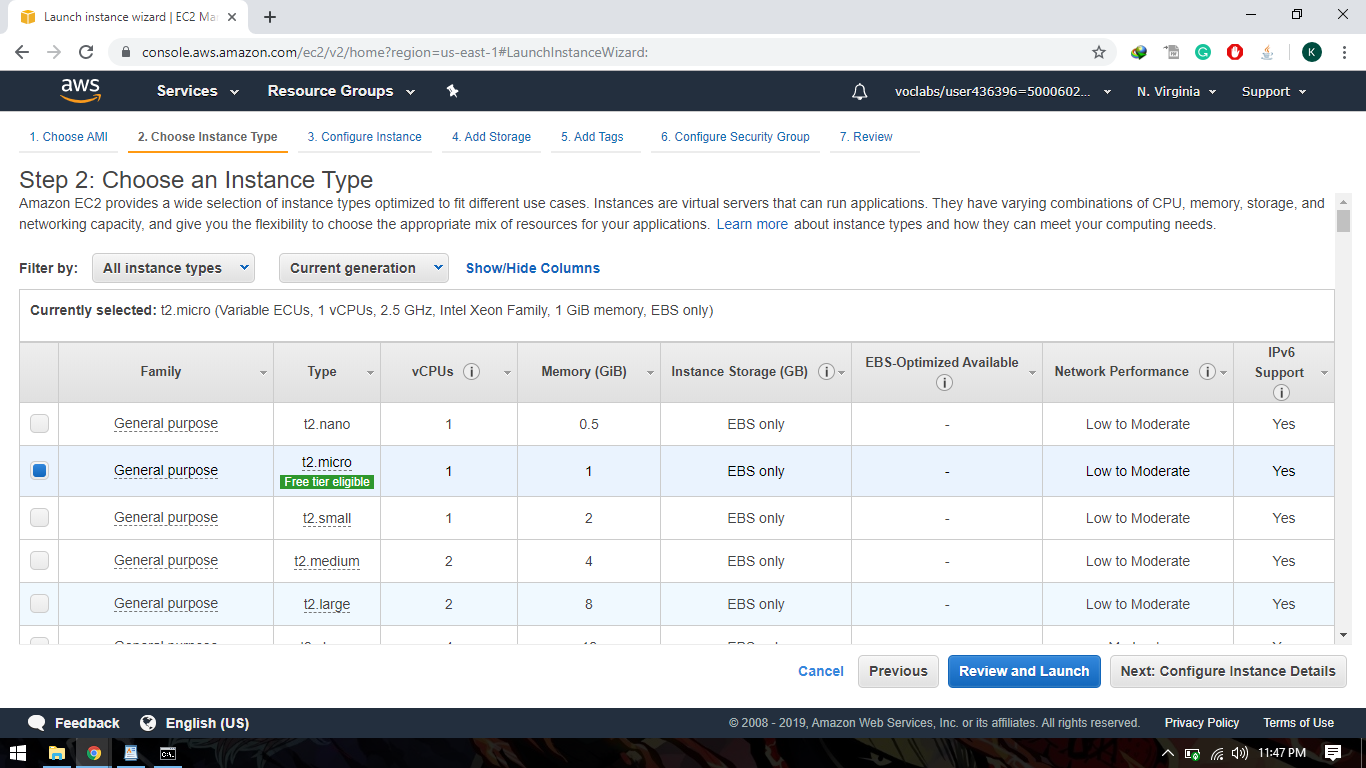 Launch instance wizard | EC2 Ma
console.aws.amazon.com/ec2/v2/home?region=us-east-1#LaunchInstanceWizard:
K
aws
Services
Resource Groups
voclabs/user436396=5000602...
N. Virginia
Support
1. Choose AMI
2. Choose Instance Type
3. Configure Instance
4. Add Storage
5. Add Tags
6. Configure Security Group
7. Review
Step 2: Choose an Instance Type
Amazon EC2 provides a wide selection of instance types optimized to fit different use cases. Instances are virtual servers that can run applications. They have varying combinations of CPU, memory, storage, and
networking capacity, and give you the flexibility to choose the appropriate mix of resources for your applications. Learn more about instance types and how they can meet your computing needs.
Filter by: All instance types Current generation Show/Hide Columns
Currently selected: t2.micro (Variable ECUs, 1 vCPUs, 2.5 GHz, Intel Xeon Family, 1 GiB memory, EBS only)
Family Type vCPUs Memory (GiB) Instance Storage (GB) EBS-Optimized Available Network Performance IPv6 Support
General purpose t2.nano 1 0.5 EBS only - Low to Moderate Yes
General purpose t2.micro Free tier eligible 1 1 EBS only - Low to Moderate Yes
General purpose t2.small 1 2 EBS only - Low to Moderate Yes
General purpose t2.medium 2 4 EBS only - Low to Moderate Yes
General purpose t2.large 2 8 EBS only - Low to Moderate Yes
Cancel Previous Review and Launch Next: Configure Instance Details
Feedback English (US) © 2008 - 2019, Amazon Web Services, Inc. or its affiliates. All rights reserved. Privacy Policy Terms of Use
11:47 PM